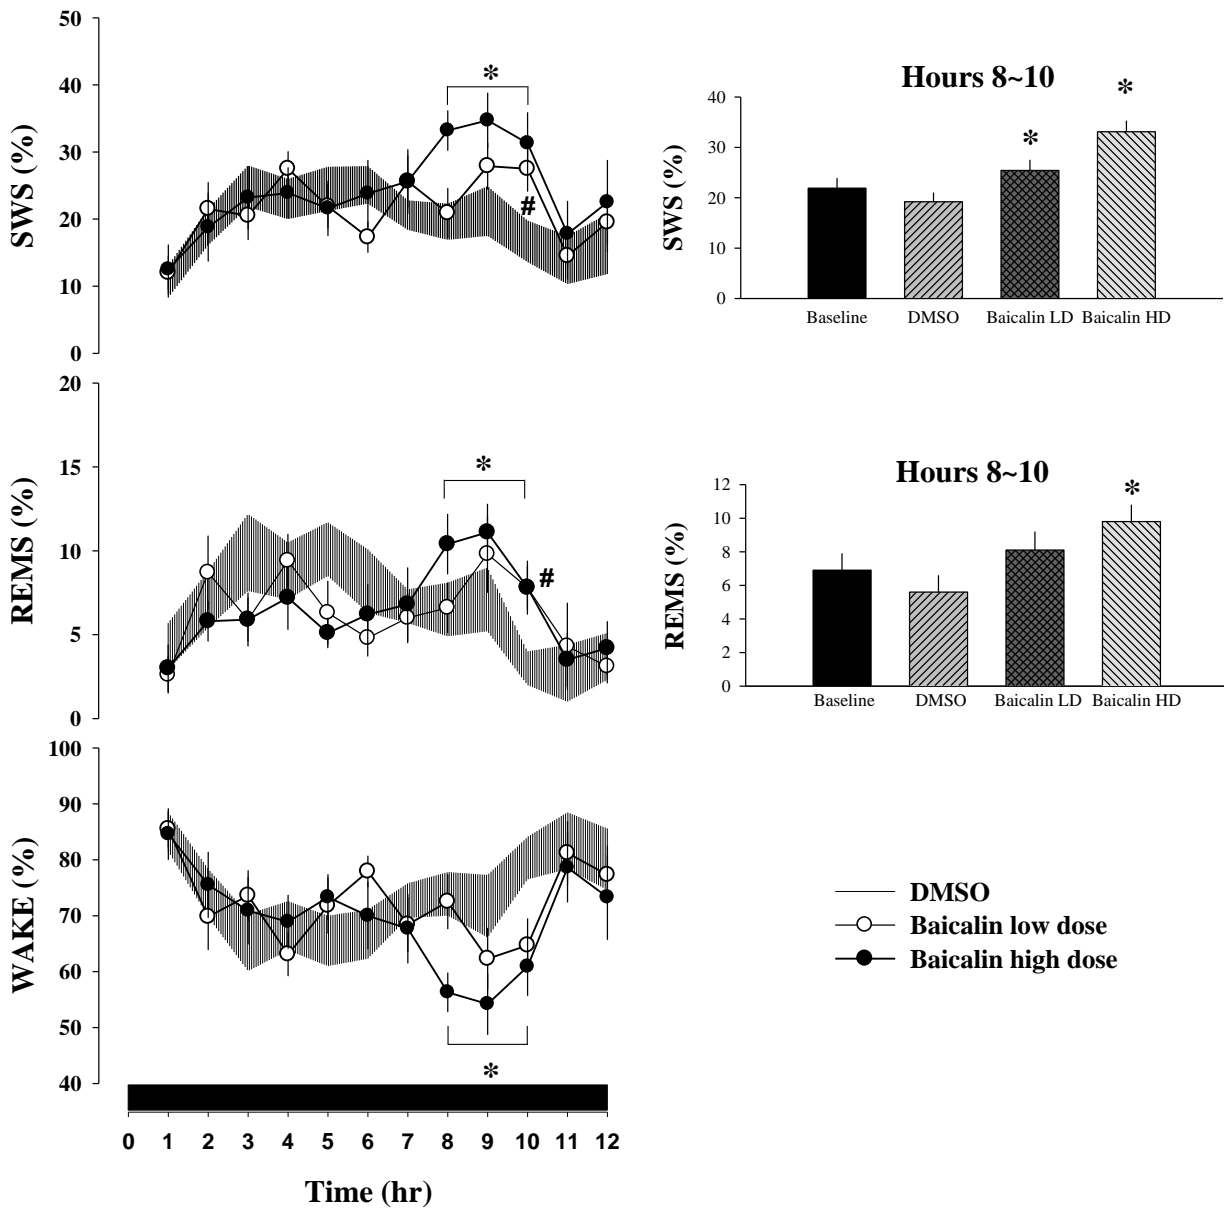 50
40
30
20
10
0
SWS (%)
*
#
Hours 8~10
40
30
20
10
0
SWS (%)
*
*
Baseline DMSO Baicalin LD Baicalin HD
20
15
10
5
0
REMS (%)
*
#
Hours 8~10
12
10
8
6
4
2
0
REMS (%)
*
Baseline DMSO Baicalin LD Baicalin HD
100
90
80
70
60
50
40
WAKE (%)
*
DMSO
Baicalin low dose
Baicalin high dose
0 1 2 3 4 5 6 7 8 9 10 11 12
Time (hr)